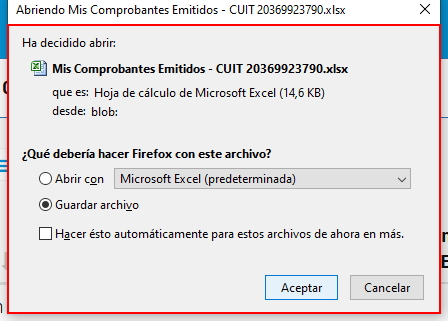 Abriendo Mis Comprobantes Emitidos - CUIT 20369923790.xlsx
Ha decidido abrir:
Mis Comprobantes Emitidos - CUIT 20369923790.xlsx
que es: Hoja de cálculo de Microsoft Excel (14,6 KB)
desde: blob:
¿Qué debería hacer Firefox con este archivo?
Abrir con Microsoft Excel (predeterminada)
Guardar archivo
Hacer ésto automáticamente para estos archivos de ahora en más.
Aceptar Cancelar